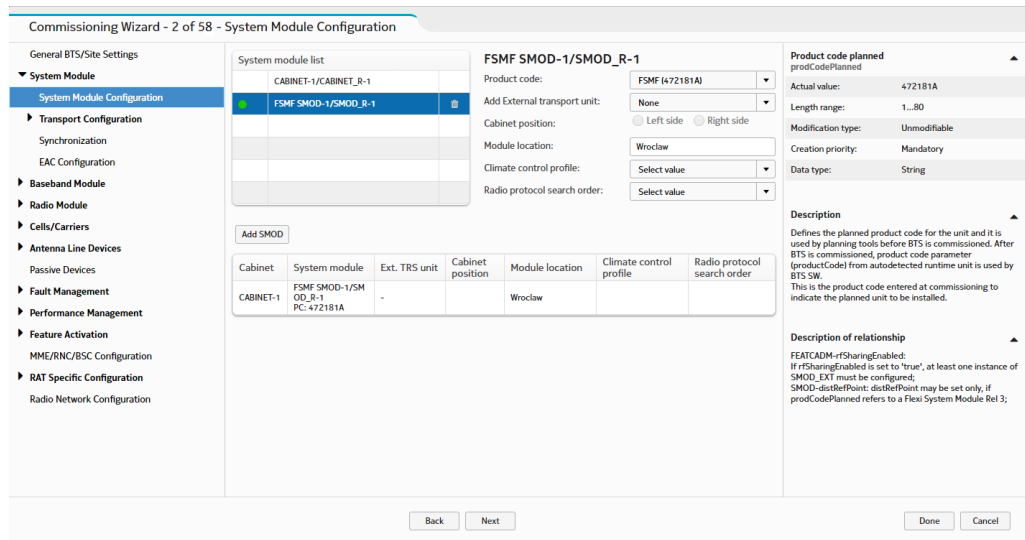 Commissioning Wizard - 2 of 58 - System Module Configuration
General BTS/Site Settings
System Module
System Module Configuration
Transport Configuration
Synchronization
EAC Configuration
Baseband Module
Radio Module
Cells/Carriers
Antenna Line Devices
Passive Devices
Fault Management
Performance Management
Feature Activation
MME/RNC/BSC Configuration
RAT Specific Configuration
Radio Network Configuration
System module list
CABINET-1/CABINET_R-1
FSMF SMOD-1/SMOD_R-1
Add SMOD
FSMF SMOD-1/SMOD_R-1
Product code: FSMF (472181A)
Add External transport unit: None
Cabinet position: Left side Right side
Module location: Wroclaw
Climate control profile: Select value
Radio protocol search order: Select value
Cabinet System module Ext. TRS unit Cabinet position Module location Climate control profile Radio protocol search order
CABINET-1 FSMF SMOD-1/SM
OD_R-1 - Wroclaw
PC: 472181A
Product code planned
prodCodePlanned
Actual value: 472181A
Length range: 1...80
Modification type: Unmodifiable
Creation priority: Mandatory
Data type: String
Description
Defines the planned product code for the unit and it is
used by planning tools before BTS is commissioned. After
BTS is commissioned, product code parameter
(productCode) from autodetected runtime unit is used by
BTS SW.
This is the product code entered at commissioning to
indicate the planned unit to be installed.
Description of relationship
FEATCADM-rfSharingEnabled:
If rfSharingEnabled is set to 'true', at least one instance of
SMOD_EXT must be configured;
SMOD-distRefPoint: distRefPoint may be set only, if
prodCodePlanned refers to a Flexi System Module Rel 3;
Back
Next
Done
Cancel